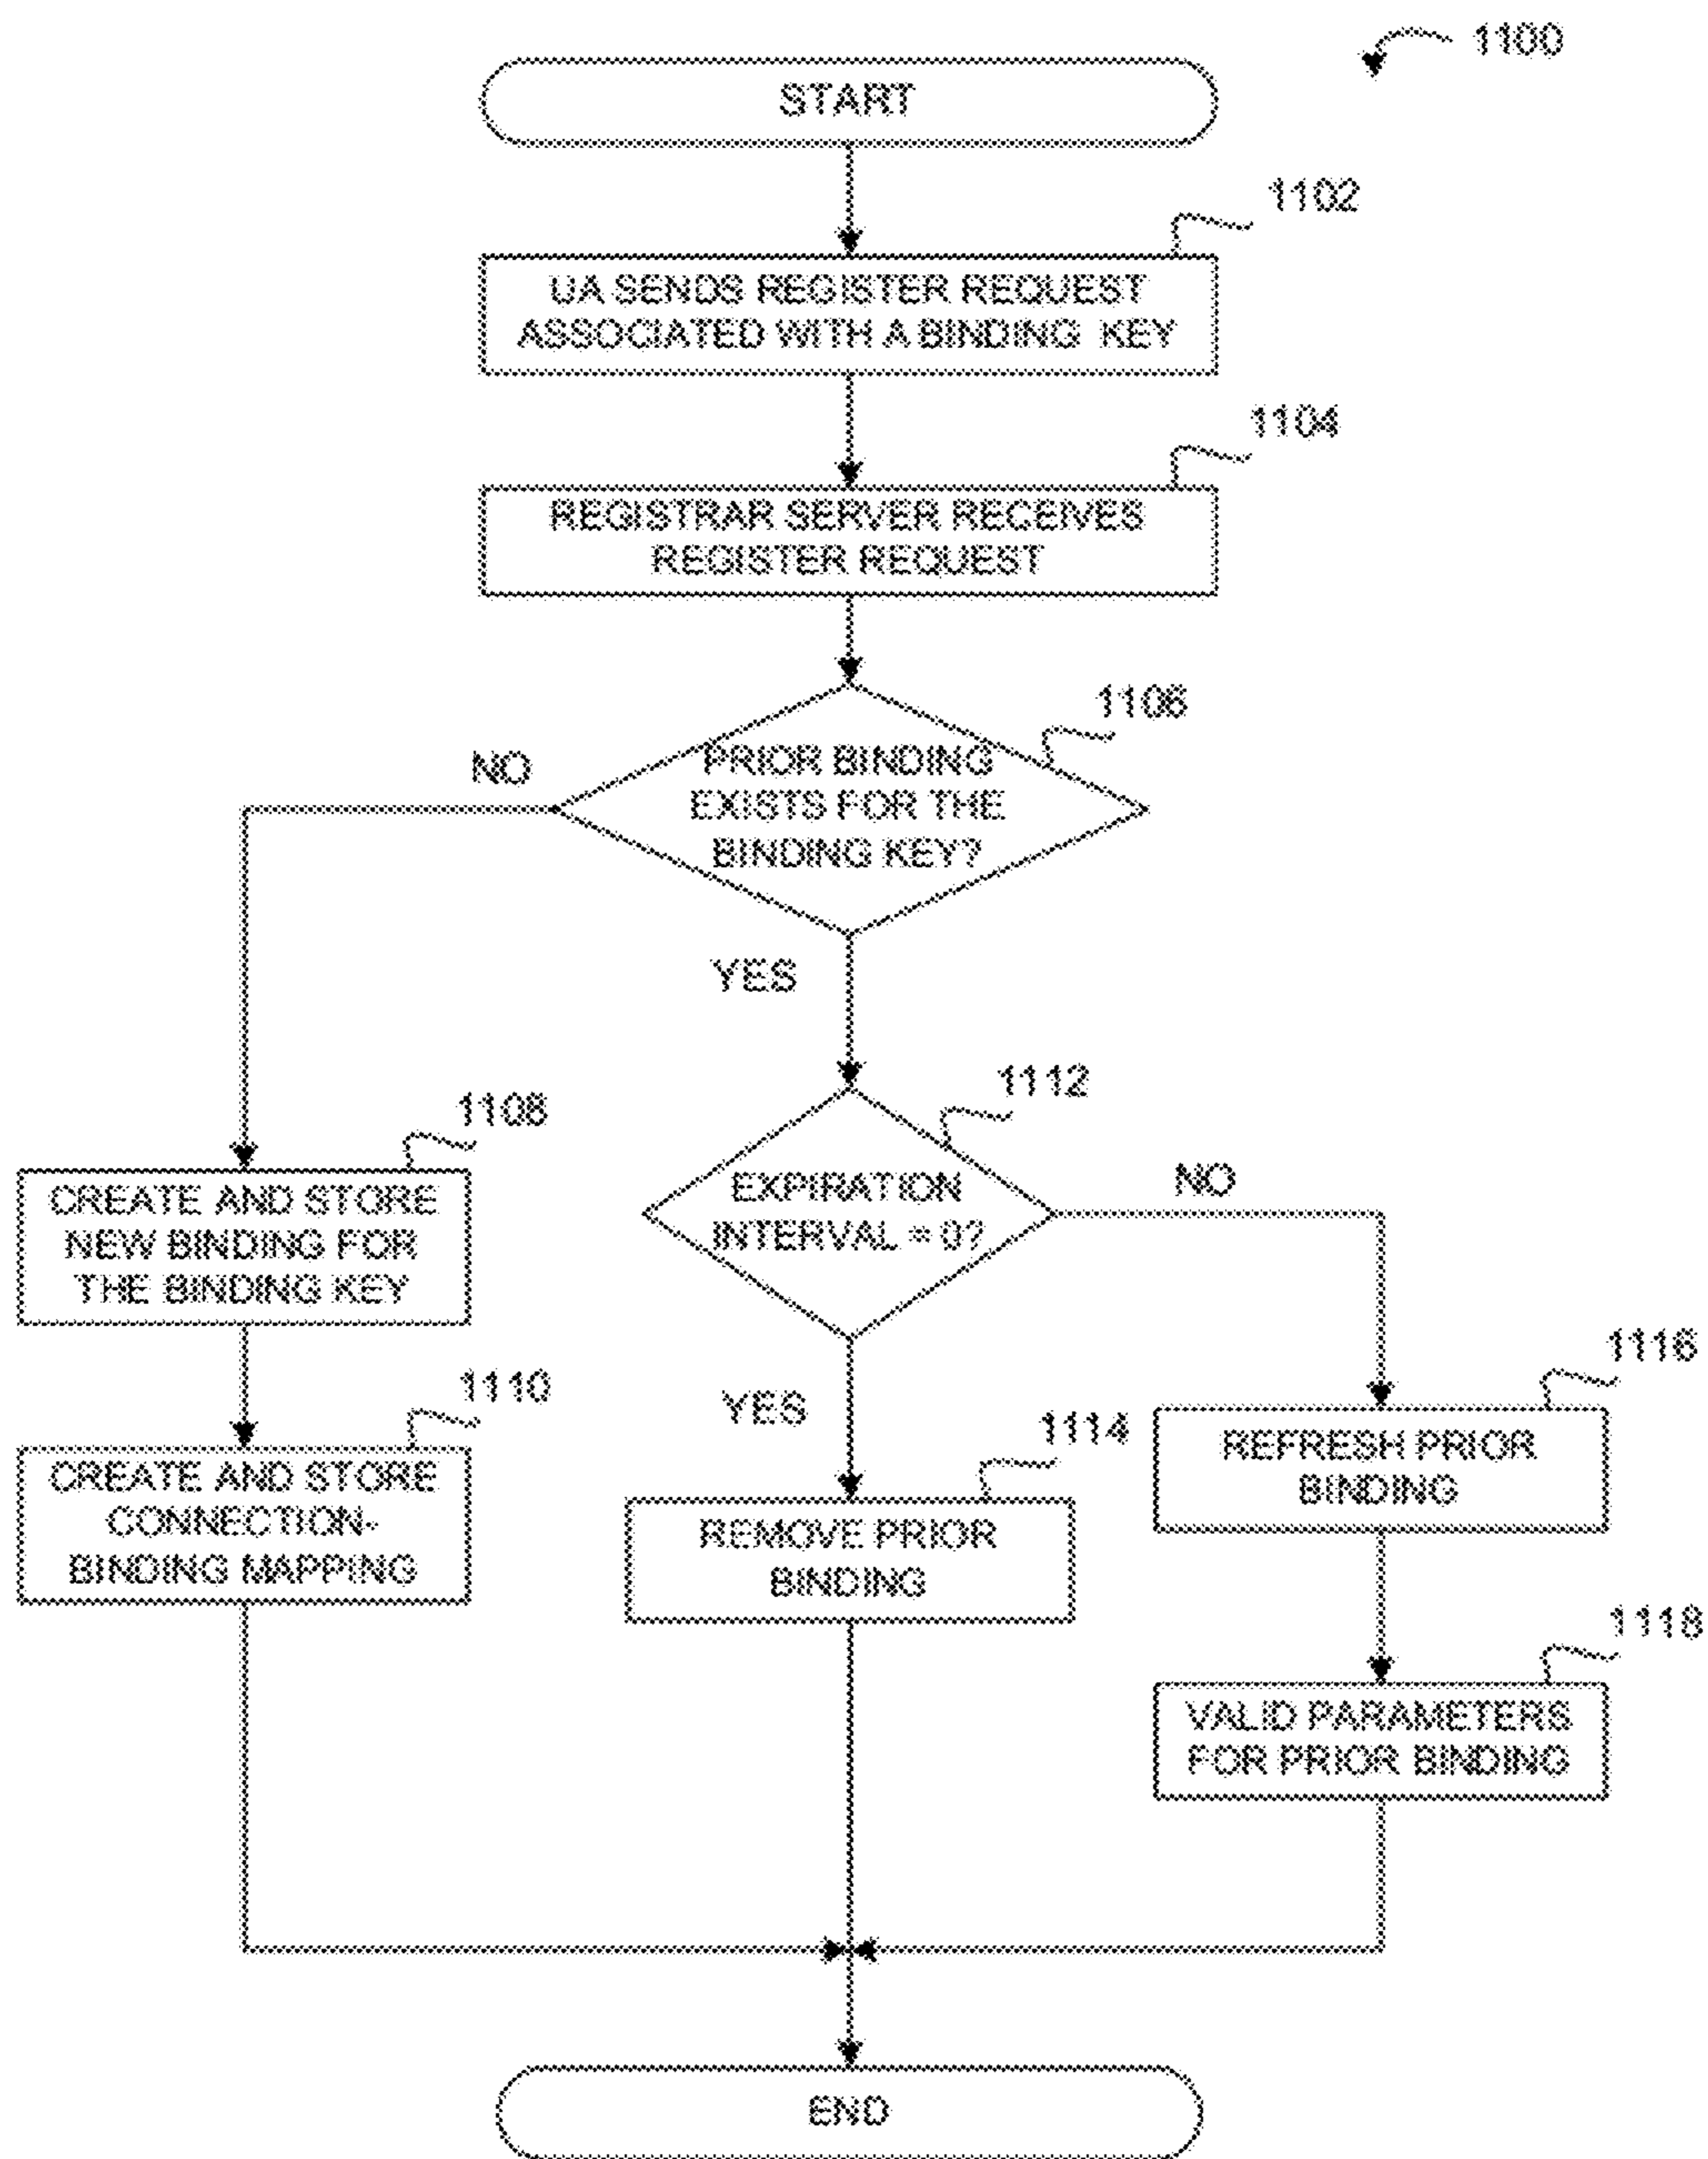 1100
START
1102
UA SENDS REGISTER REQUEST
ASSOCIATED WITH A BINDING KEY
1104
REGISTRAR SERVER RECEIVES
REGISTER REQUEST
1106
NO
PRIOR BINDING
EXISTS FOR THE
BINDING KEY?
YES
1112
1108
EXPIRATION
INTERVAL = 0?
NO
CREATE AND STORE
NEW BINDING FOR
THE BINDING KEY
1110
YES
1114
1116
CREATE AND STORE
CONNECTION-
BINDING MAPPING
REMOVE PRIOR
BINDING
REFRESH PRIOR
BINDING
1118
VALID PARAMETERS
FOR PRIOR BINDING
END